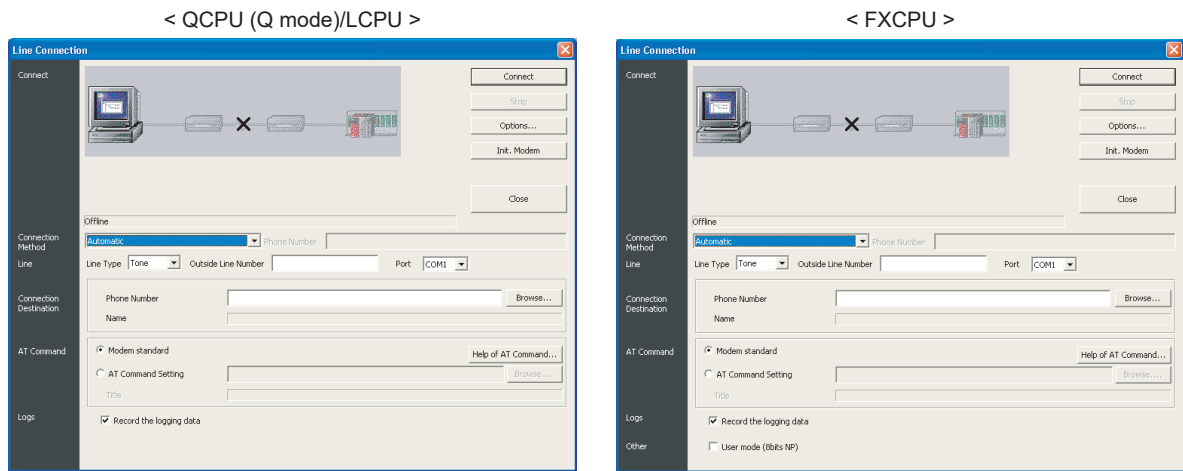 < QCPU (Q mode)/LCPU >
Line Connection
Connect
Connect
Stop
Options...
Init. Modem
Close
Offline
Connection Method
Automatic
Phone Number
Line
Line Type Tone Outside Line Number Port COM1
Connection Destination
Phone Number
Browse...
Name
AT Command
Modem standard
Help of AT Command...
AT Command Setting
Browse....
Title
Logs
Record the logging data
< FXCPU >
Line Connection
Connect
Connect
Stop
Options...
Init. Modem
Close
Offline
Connection Method
Automatic
Phone Number
Line
Line Type Tone Outside Line Number Port COM1
Connection Destination
Phone Number
Browse...
Name
AT Command
Modem standard
Help of AT Command...
AT Command Setting
Browse....
Title
Logs
Record the logging data
Other
User mode (8bits NP)